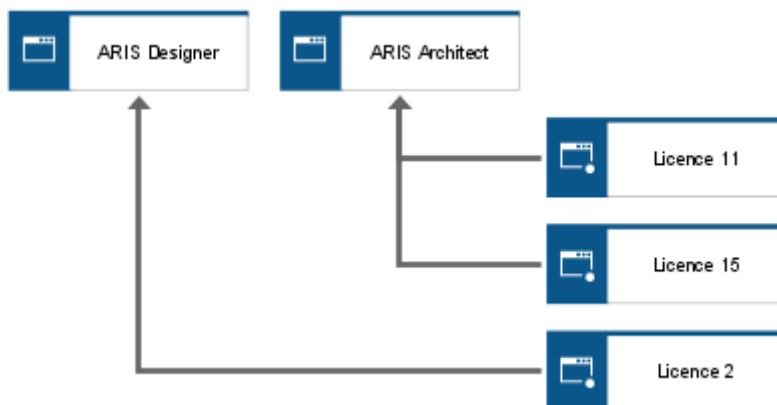 ARIS Designer
ARIS Architect
Licence 11
Licence 15
Licence 2